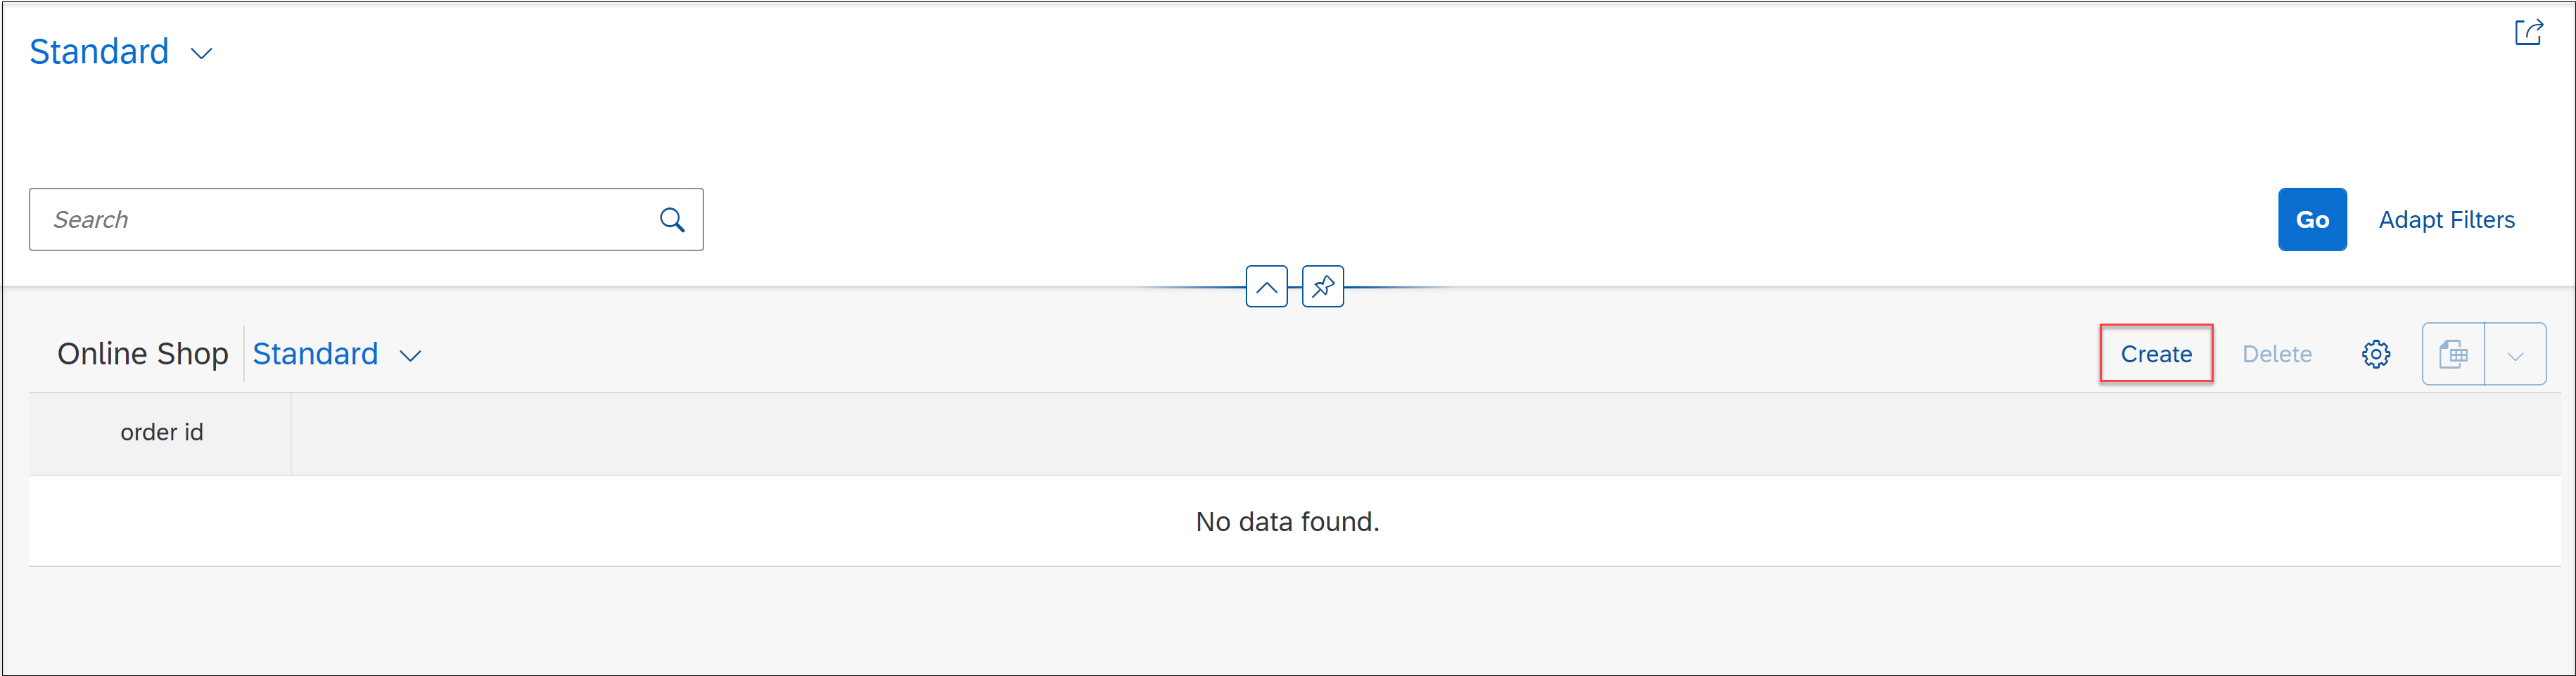 Standard
Search
Go Adapt Filters
Online Shop Standard Create Delete
order id
No data found.